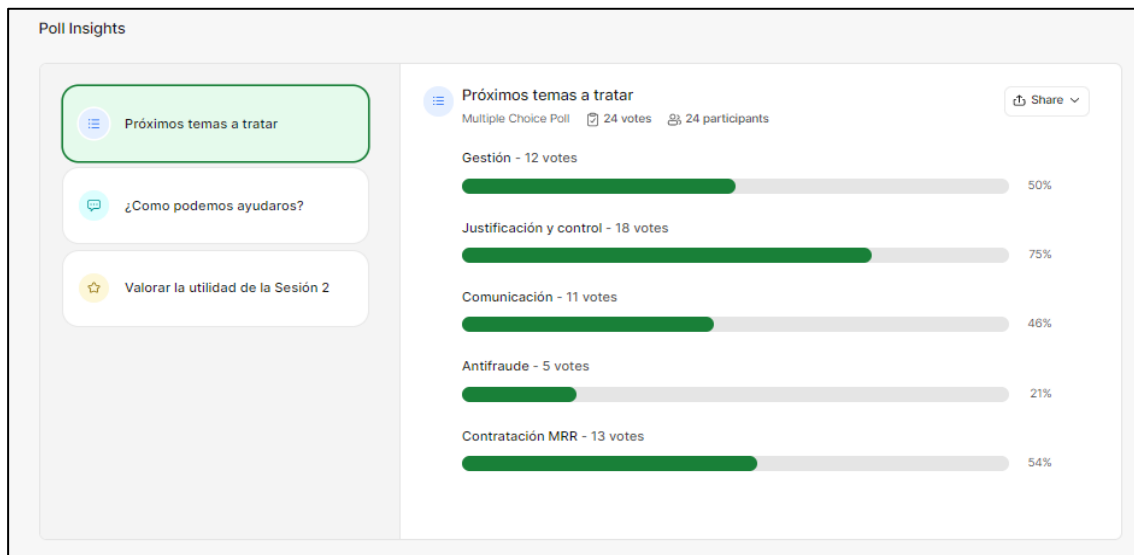 Poll Insights
Próximos temas a tratar
¿Como podemos ayudaros?
Valorar la utilidad de la Sesión 2
Próximos temas a tratar
Share
Multiple Choice Poll 24 votes 24 participants
Gestión - 12 votes
50%
Justificación y control - 18 votes
75%
Comunicación - 11 votes
46%
Antifraude - 5 votes
21%
Contratación MRR - 13 votes
54%